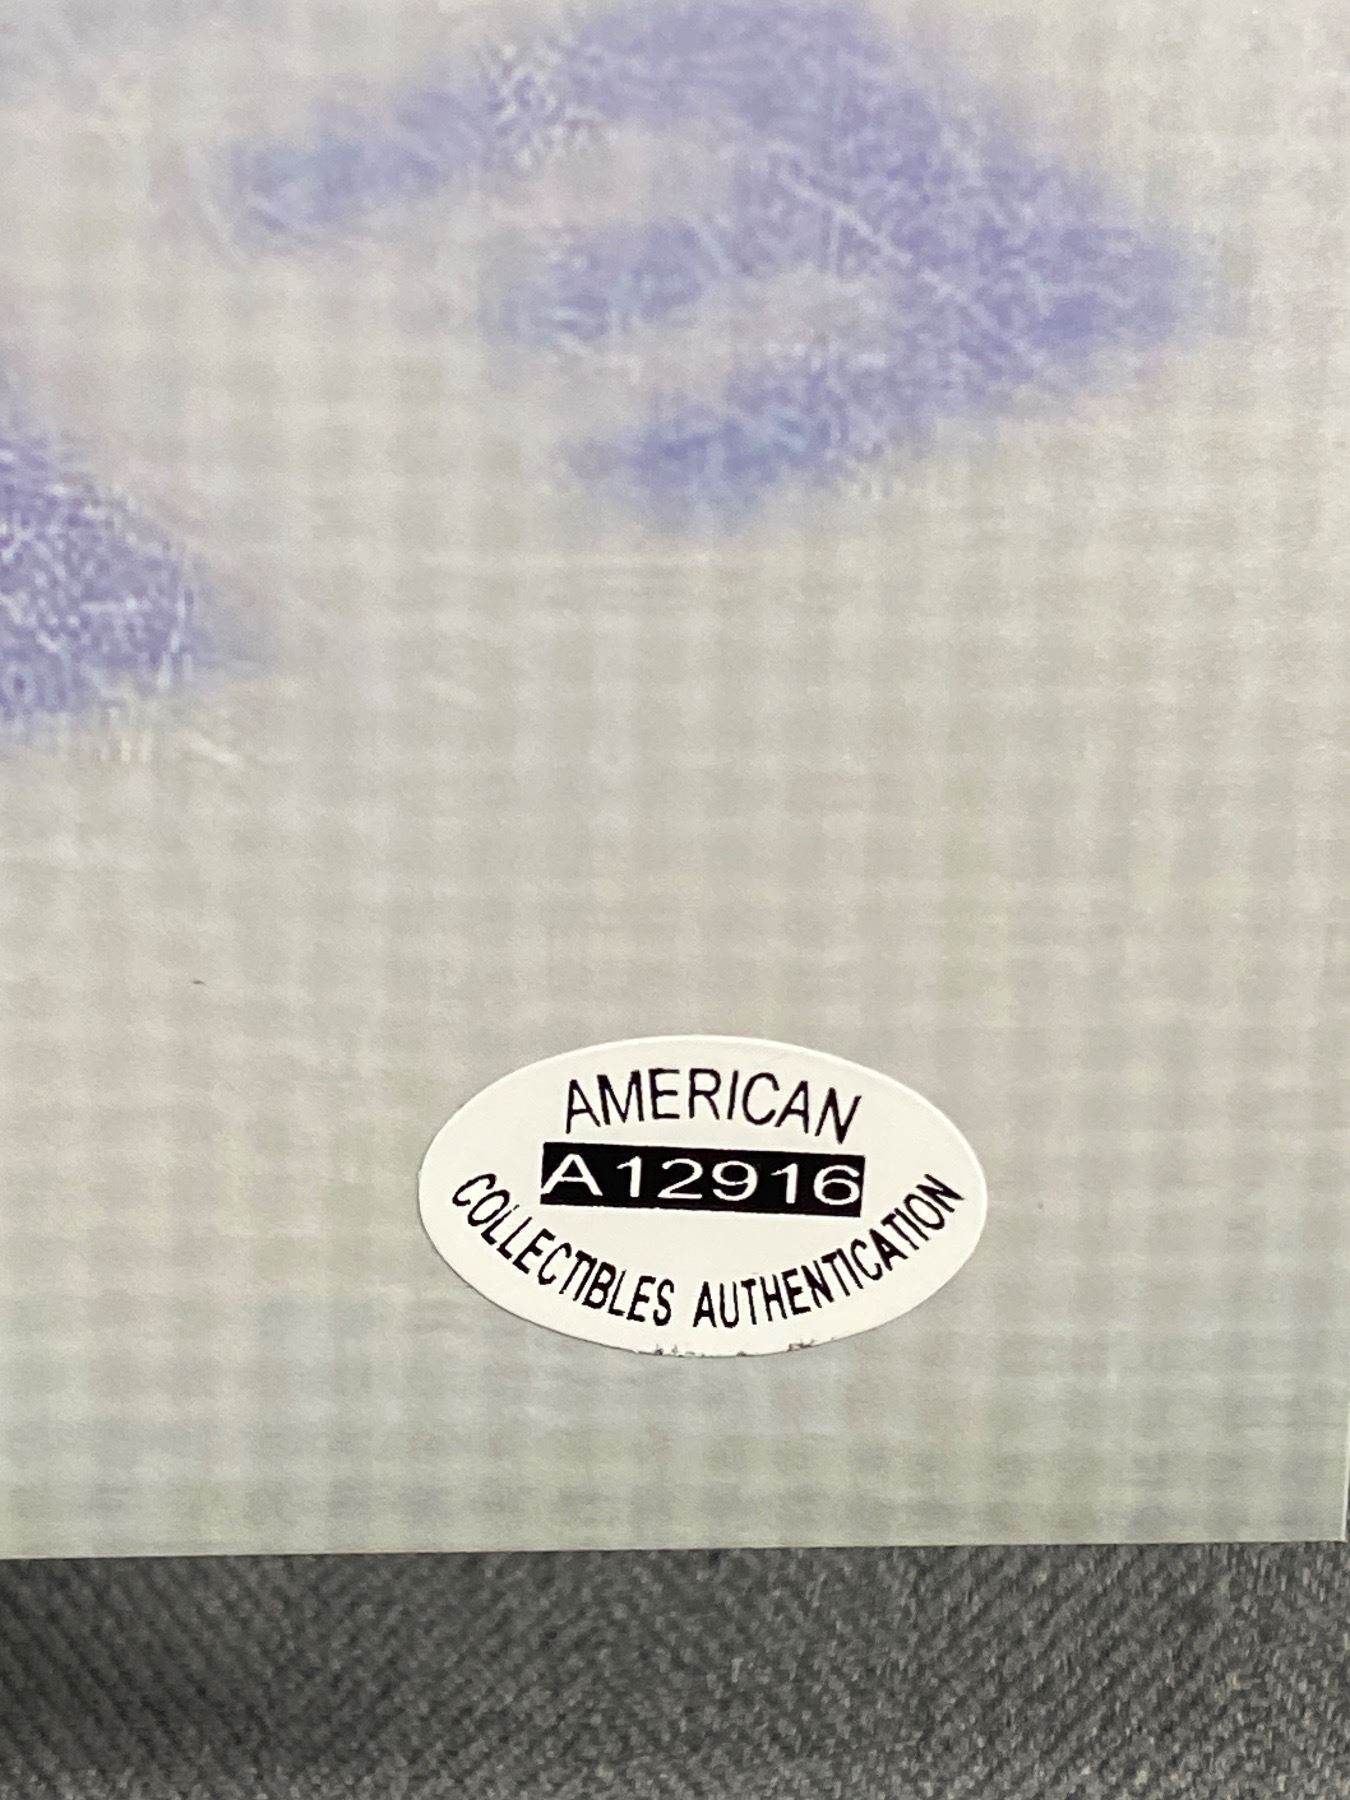 AMERICAN
A12916
COLLECTIBLES AUTHENTICATION